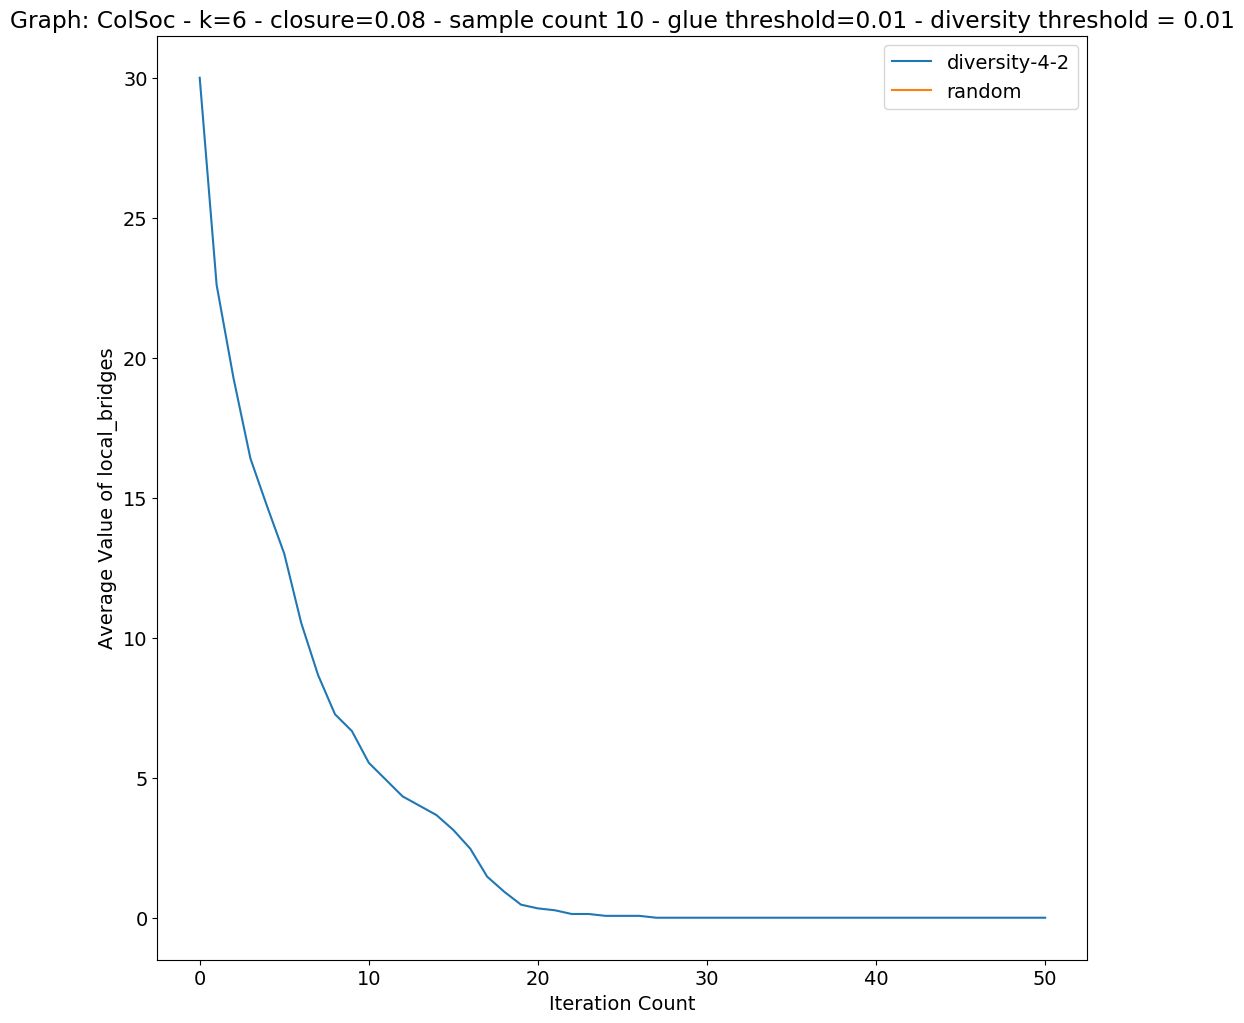 Graph: ColSoc - k=6 - closure=0.08 - sample count 10 - glue threshold=0.01 - diversity threshold = 0.01
diversity-4-2
random
30
25
20
15
10
5
0
Average Value of local_bridges
0 10 20 30 40 50
Iteration Count